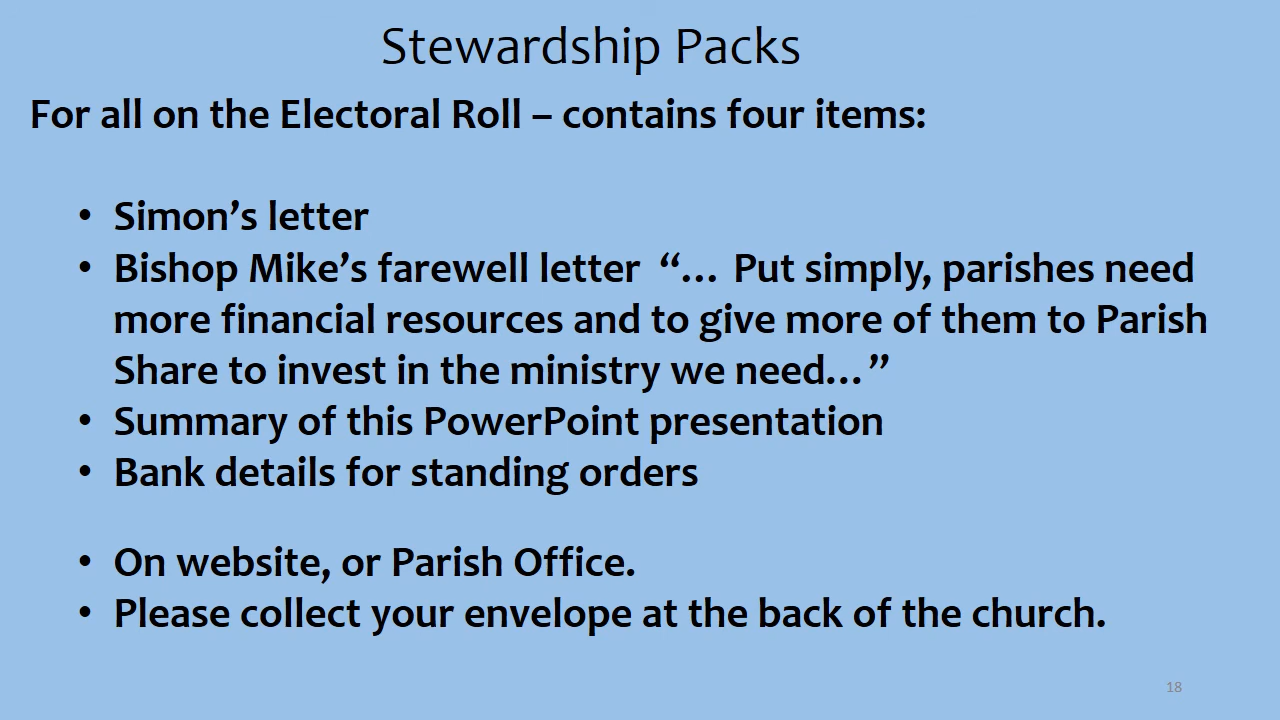 Stewardship Packs
For all on the Electoral Roll – contains four items:
• Simon’s letter
• Bishop Mike’s farewell letter “… Put simply, parishes need
more financial resources and to give more of them to Parish
Share to invest in the ministry we need…”
• Summary of this PowerPoint presentation
• Bank details for standing orders
• On website, or Parish Office.
• Please collect your envelope at the back of the church.
18